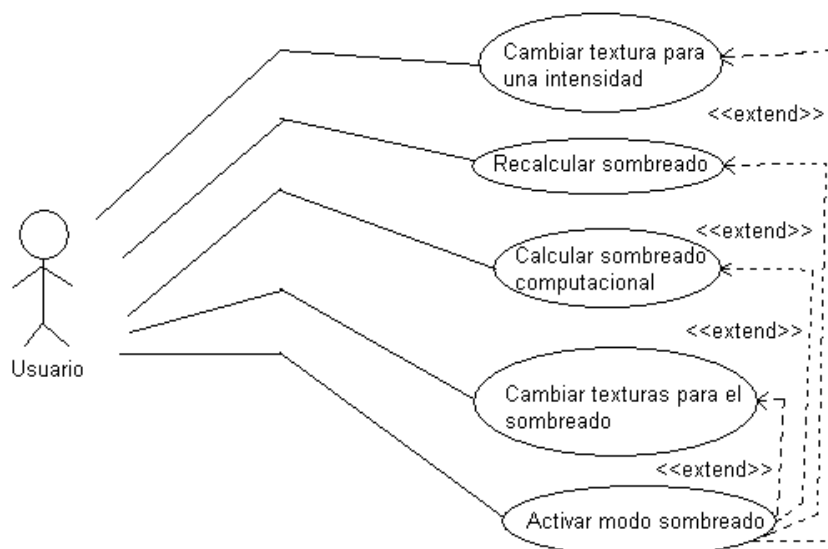 Cambiar textura para
una intensidad
<<extend>>
Recalcular sombreado
<<extend>>
Calcular sombreado
computacional
<<extend>>
Usuario
Cambiar texturas para el
sombreado
<<extend>>
Activar modo sombreado